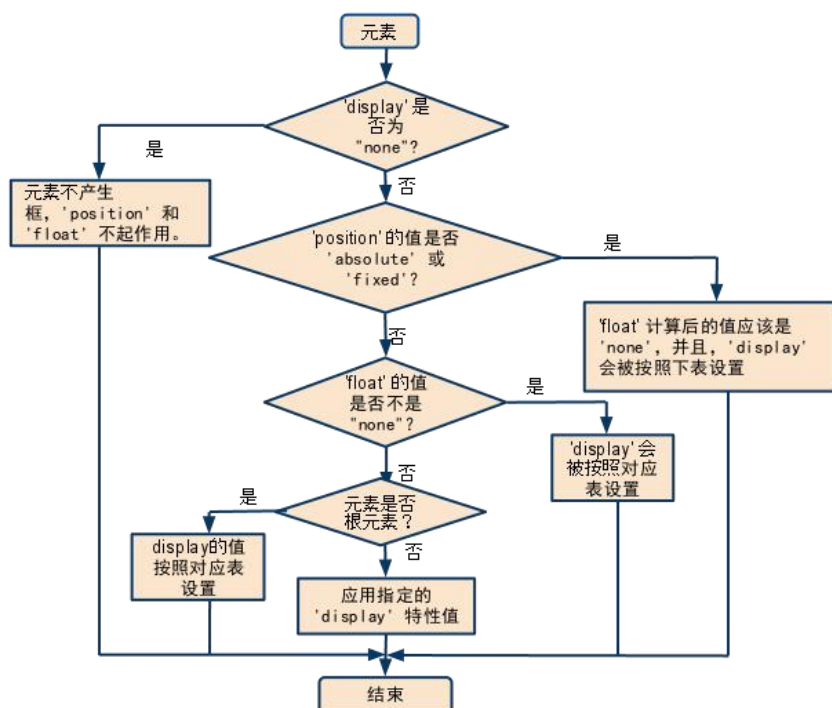 元素
'display'是
否为
"none"?
是
否
元素不产生
框，'position' 和
'float' 不起作用。
'position'的值是否
'absolute' 或
'fixed'?
是
否
'float' 计算后的值应该是
'none'，并且，'display'
会被按照下表设置
'float'的值
是否不是
"none"?
是
否
'display'会
被按照对应
表设置
元素是否
根元素？
是
否
display的值
按照对应表
设置
应用指定的
'display' 特性值
结束